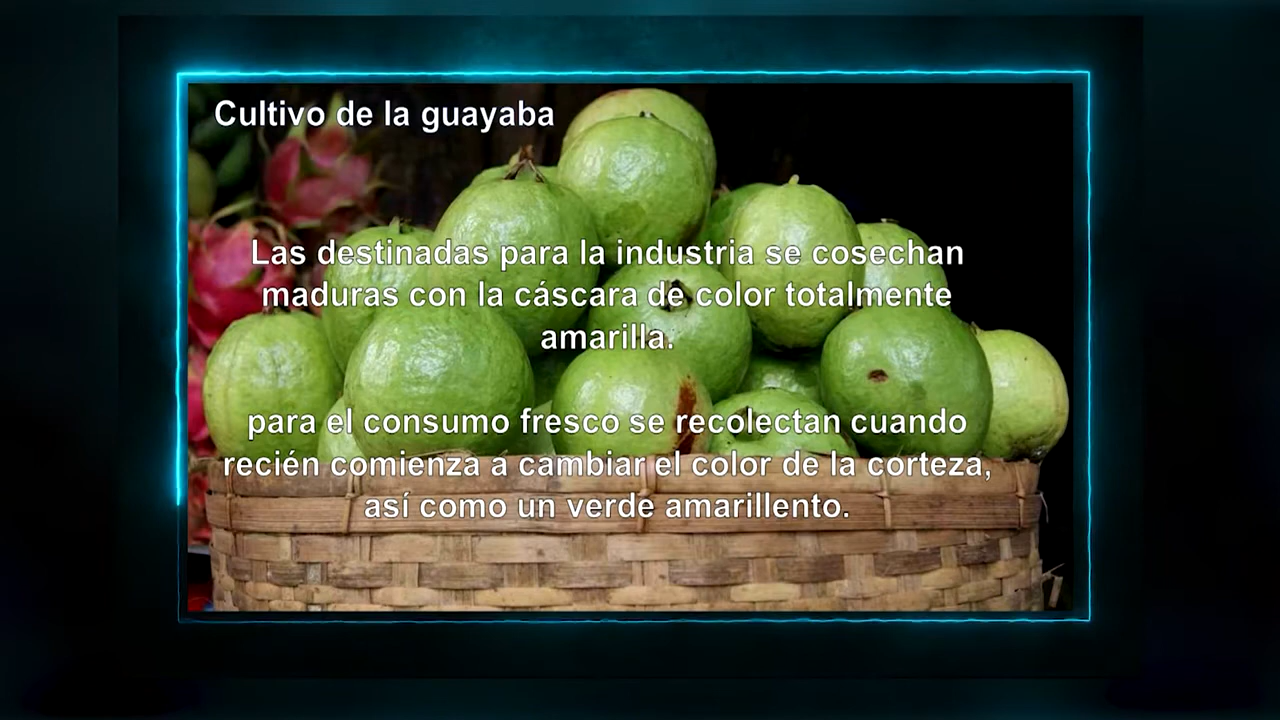 Cultivo de la guayaba
Las destinadas para la industria se cosechan
maduras con la cáscara de color totalmente
amarilla.
para el consumo fresco se recolectan cuando
recién comienza a cambiar el color de la corteza,
así como un verde amarillento.